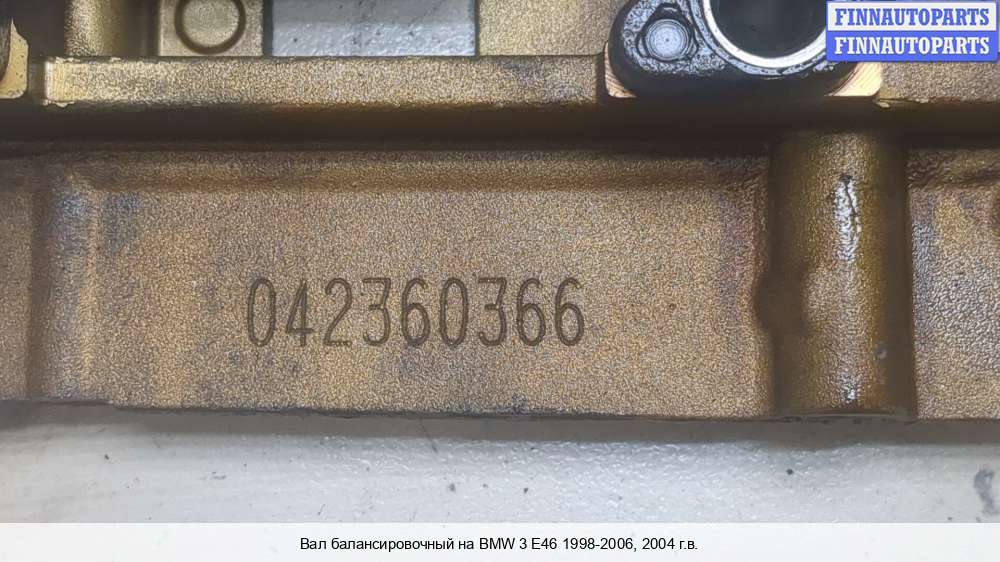 FINNAUTOPARTS
FINNAUTOPARTS
042360366
Вал балансировочный на BMW 3 E46 1998-2006, 2004 г.в.